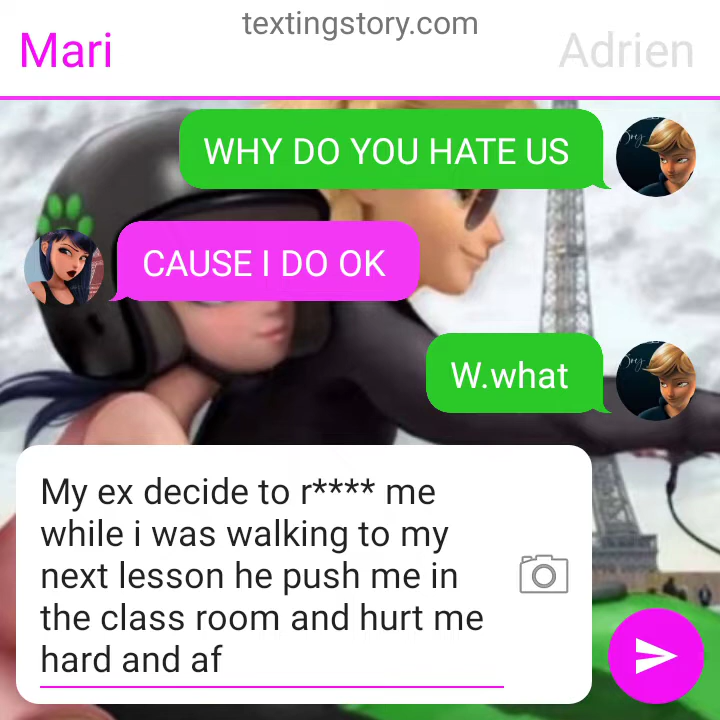 textingstory.com
Mari
Adrien
WHY DO YOU HATE US
CAUSE I DO OK
W.what
My ex decide to r**** me
while i was walking to my
next lesson he push me in
the class room and hurt me
hard and af